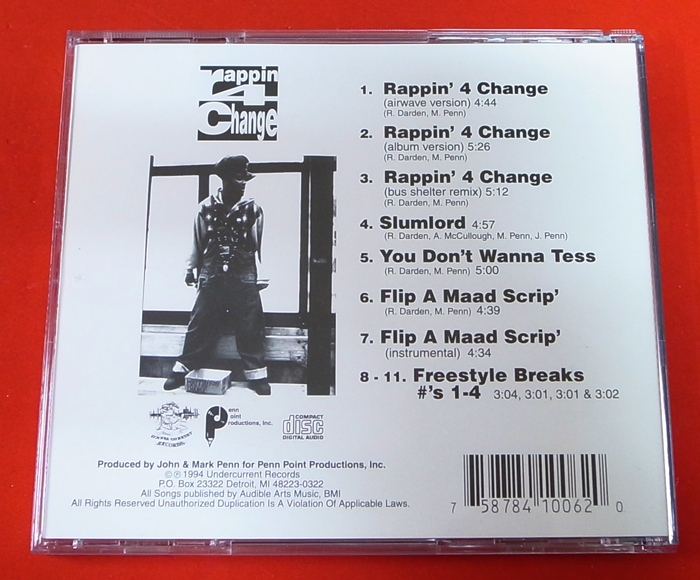 Rappin
4
Change
1. Rappin' 4 Change
(airwave version) 4:44
(R. Darden, M. Penn)
2. Rappin' 4 Change
(album version) 5:26
(R. Darden, M. Penn)
3. Rappin' 4 Change
(bus shelter remix) 5:12
(R. Darden, M. Penn)
4. Slumlord 4:57
(R. Darden, A. McCullough, M. Penn, J. Penn)
5. You Don't Wanna Tess
(R. Darden, M. Penn) 5:00
6. Flip A Maad Scrip'
(R. Darden, M. Penn) 4:39
7. Flip A Maad Scrip'
(instrumental) 4:34
8 - 11. Freestyle Breaks
#'s 1-4 3:04, 3:01, 3:01 & 3:02
Penn
Point
Productions, Inc.
COMPACT
disc
DIGITAL AUDIO
Produced by John & Mark Penn for Penn Point Productions, Inc.
©℗ 1994 Undercurrent Records
P.O. Box 23322 Detroit, MI 48223-0322
All Songs published by Audible Arts Music, BMI
All Rights Reserved Unauthorized Duplication Is A Violation Of Applicable Laws.
7 58784 10062 0